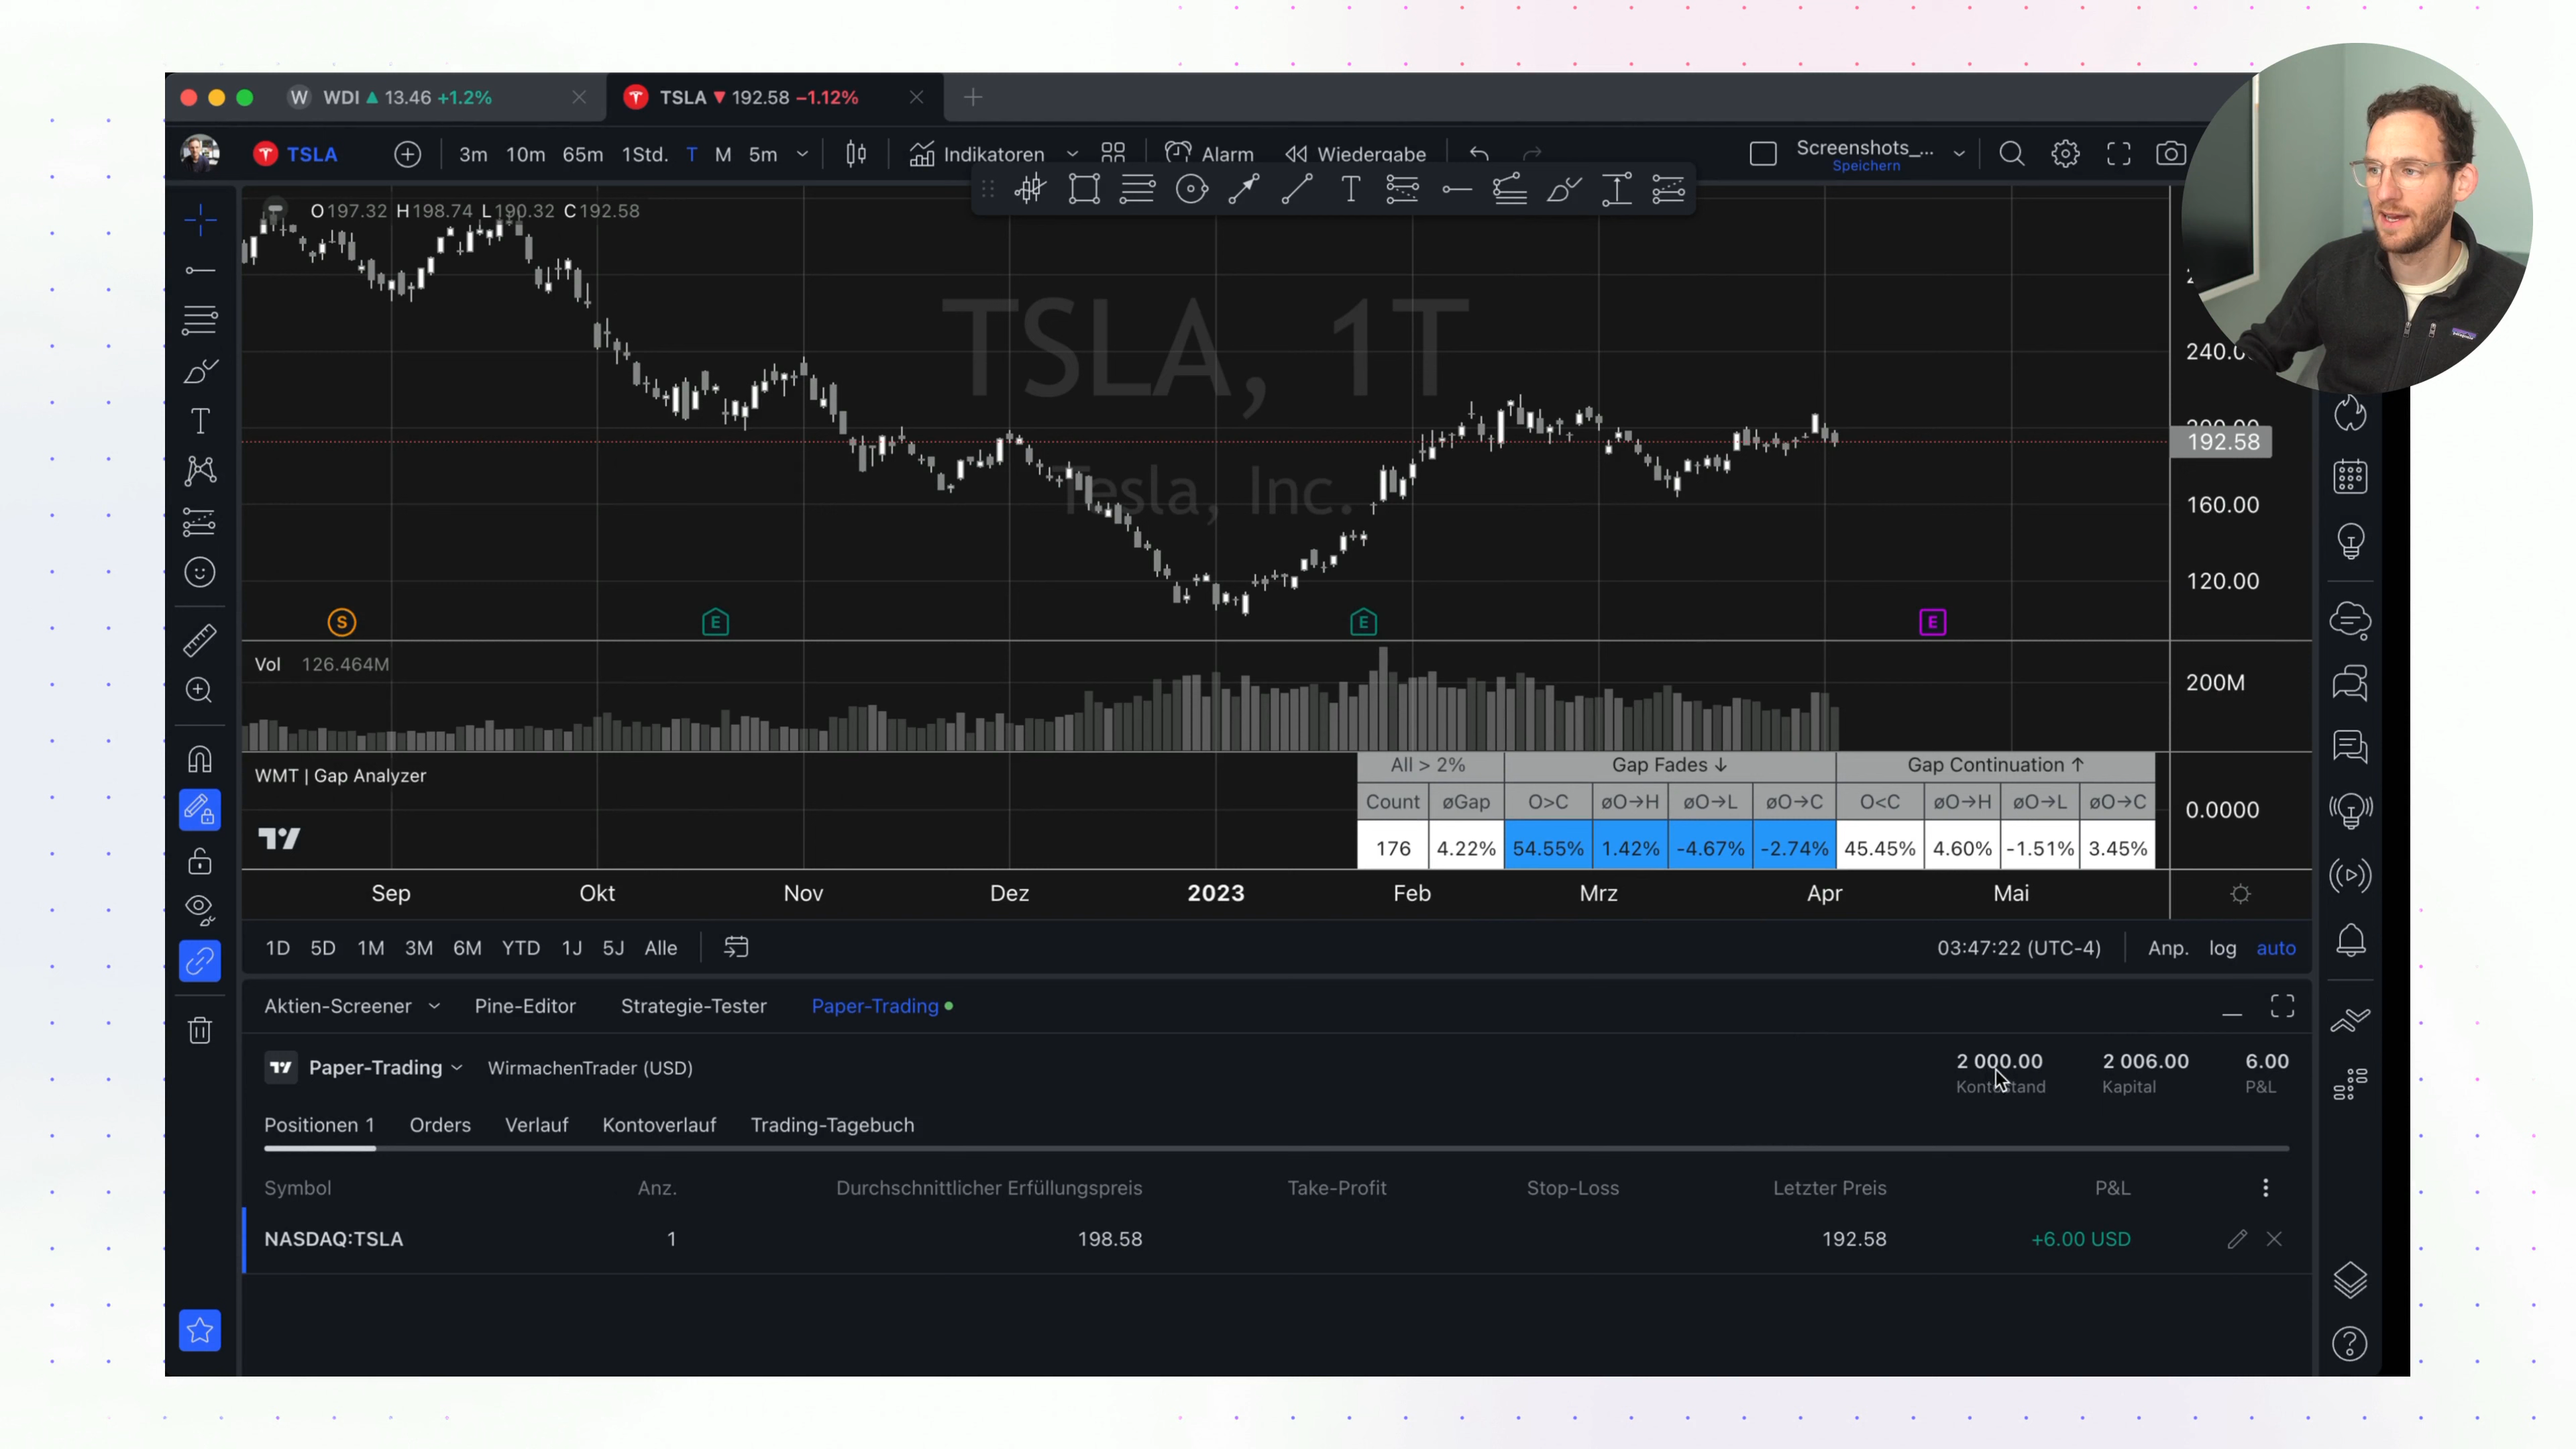 W WDI ▲ 13.46 +1.2%
TSLA ▼ 192.58 −1.12%
TSLA
3m 10m 65m 1Std. T M 5m
Indikatoren
Alarm
Wiedergabe
Screenshots_...
Speichern
O197.32 H198.74 L190.32 C192.58
TSLA, 1T
Tesla, Inc.
200.00
192.58
160.00
120.00
S
E
E
E
Vol 126.464M
200M
WMT | Gap Analyzer
All > 2% Gap Fades ↓ Gap Continuation ↑
Count øGap O>C øO→H øO→L øO→C O<C øO→H øO→L øO→C
176 4.22% 54.55% 1.42% -4.67% -2.74% 45.45% 4.60% -1.51% 3.45%
0.0000
Sep Okt Nov Dez 2023 Feb Mrz Apr Mai
1D 5D 1M 3M 6M YTD 1J 5J Alle
03:47:22 (UTC-4) Anp. log auto
Aktien-Screener Pine-Editor Strategie-Tester Paper-Trading
Paper-Trading WirmachenTrader (USD)
2 000.00 2 006.00 6.00
Kontostand Kapital P&L
Positionen 1 Orders Verlauf Kontoverlauf Trading-Tagebuch
Symbol Anz. Durchschnittlicher Erfüllungspreis Take-Profit Stop-Loss Letzter Preis P&L
NASDAQ:TSLA 1 198.58 192.58 +6.00 USD